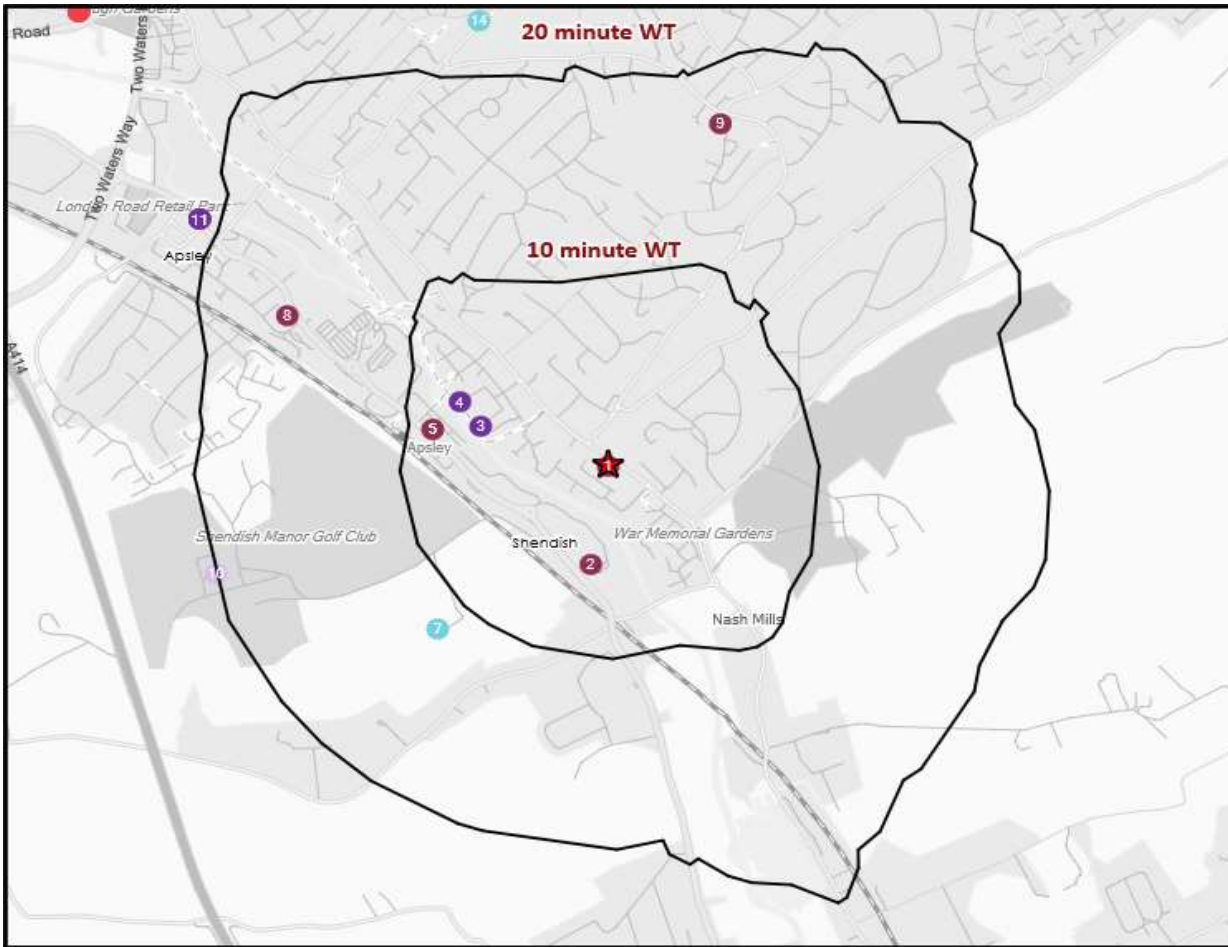 ugh Gardens
14
Road
20 minute WT
Two Waters
9
Two Waters Way
London Road Retail Park
11
10 minute WT
Apsley
8
A414
4
3
5
Apsley
1
Shendish Manor Golf Club
War Memorial Gardens
Shendish
2
Nash Mills
7